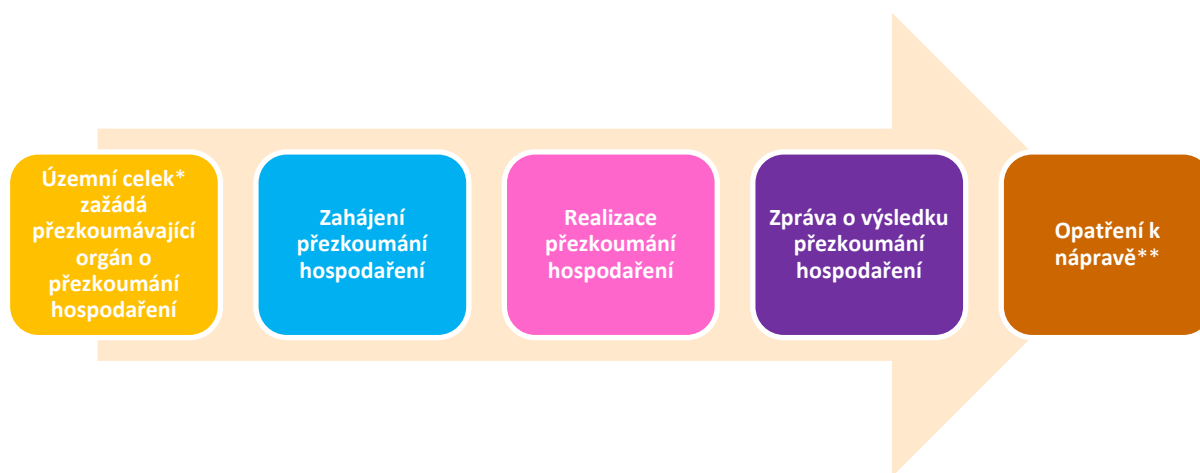 Územní celek*
zažádá
přezkoumávající
orgán o
přezkoumání
hospodaření
Zahájení
přezkoumání
hospodaření
Realizace
přezkoumání
hospodaření
Zpráva o výsledku
přezkoumání
hospodaření
Opatření k
nápravě**